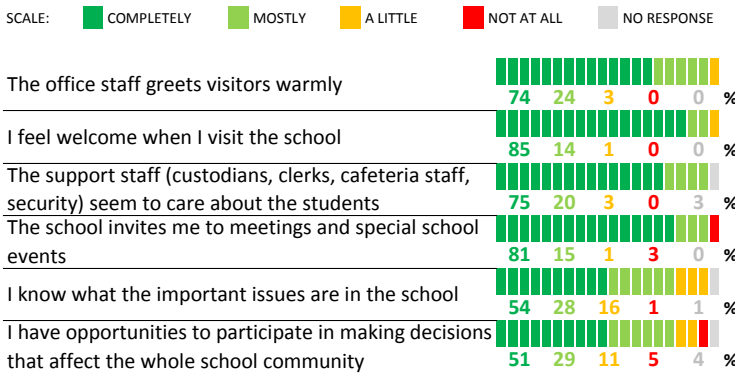 SCALE: COMPLETELY MOSTLY A LITTLE NOT AT ALL NO RESPONSE
The office staff greets visitors warmly
74 24 3 0 0 %
I feel welcome when I visit the school
85 14 1 0 0 %
The support staff (custodians, clerks, cafeteria staff,
security) seem to care about the students
75 20 3 0 3 %
The school invites me to meetings and special school
events
81 15 1 3 0 %
I know what the important issues are in the school
54 28 16 1 1 %
I have opportunities to participate in making decisions
that affect the whole school community
51 29 11 5 4 %